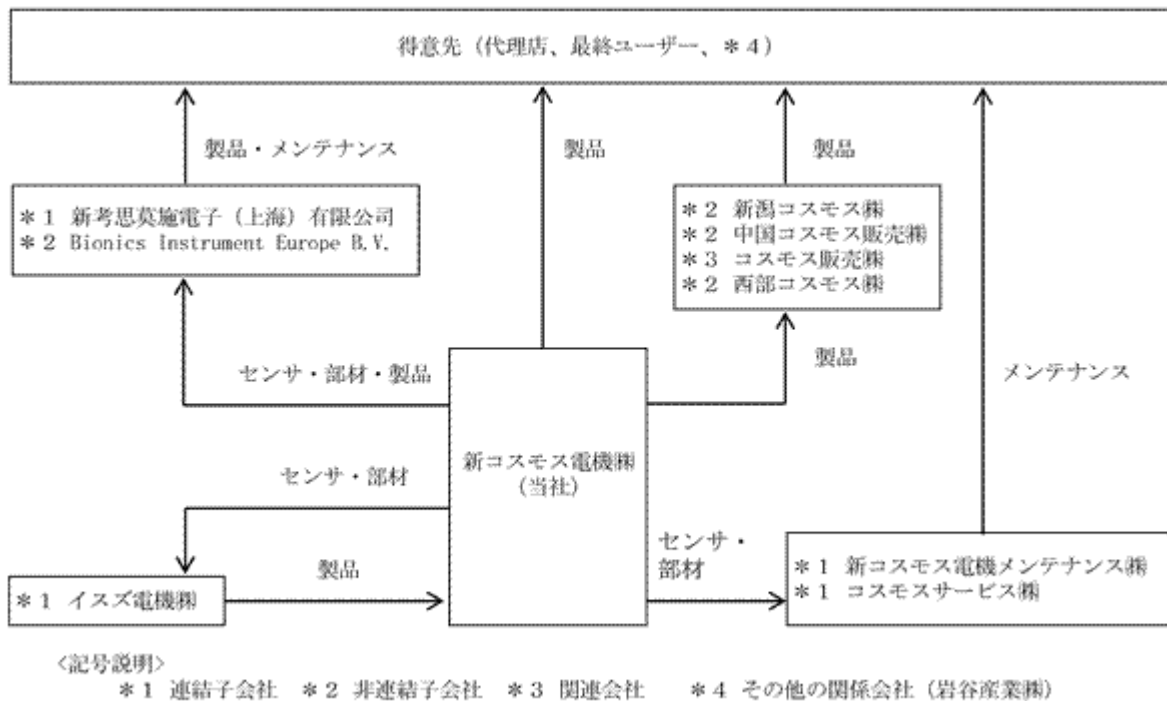 得意先（代理店、最終ユーザー、＊４）
製品・メンテナンス
製品
製品
＊１ 新考思莫施電子（上海）有限公司
＊２ Bionics Instrument Europe B.V.
＊２ 新潟コスモス㈱
＊２ 中国コスモス販売㈱
＊３ コスモス販売㈱
＊２ 西部コスモス㈱
センサ・部材・製品
製品
メンテナンス
センサ・部材
新コスモス電機㈱
（当社）
製品
センサ・
部材
＊１ イスズ電機㈱
＊１ 新コスモス電機メンテナンス㈱
＊１ コスモスサービス㈱
<記号説明>
＊１ 連結子会社 ＊２ 非連結子会社 ＊３ 関連会社 ＊４ その他の関係会社（岩谷産業㈱）